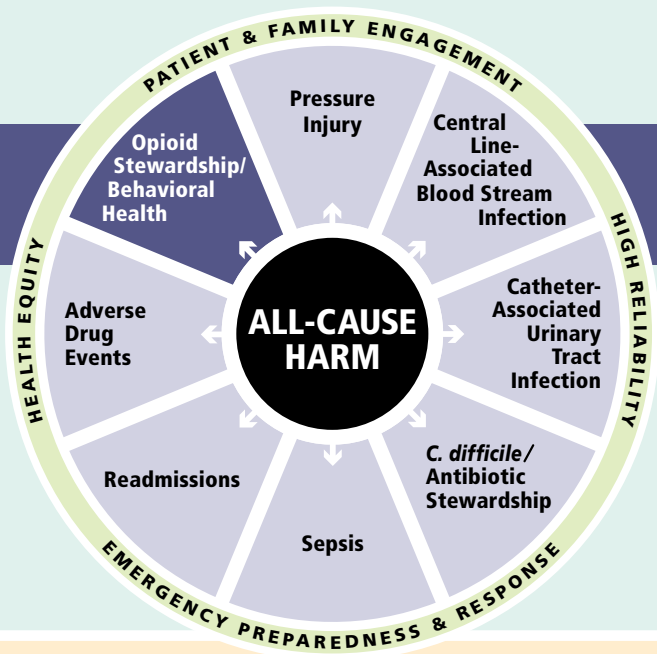 PATIENT & FAMILY ENGAGEMENT
Pressure
Injury
Central
Line-
Associated
Blood Stream
Infection
HIGH RELIABILITY
Catheter-
Associated
Urinary
Tract
Infection
C. difficile/
Antibiotic
Stewardship
EMERGENCY PREPAREDNESS & RESPONSE
Sepsis
Readmissions
HEALTH EQUITY
Adverse
Drug
Events
Opioid
Stewardship/
Behavioral
Health
ALL-CAUSE
HARM